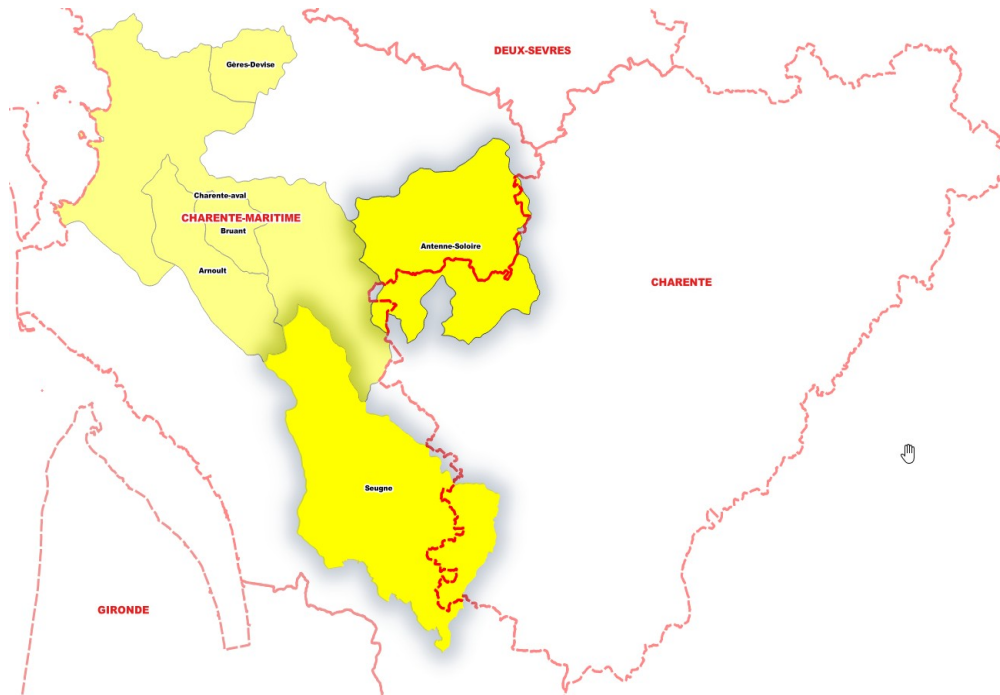 DEUX-SEVRES
Gères-Devise
Charente-aval
CHARENTE-MARITIME
Bruant
Antenne-Soloire
Arnoult
CHARENTE
Seugne
GIRONDE